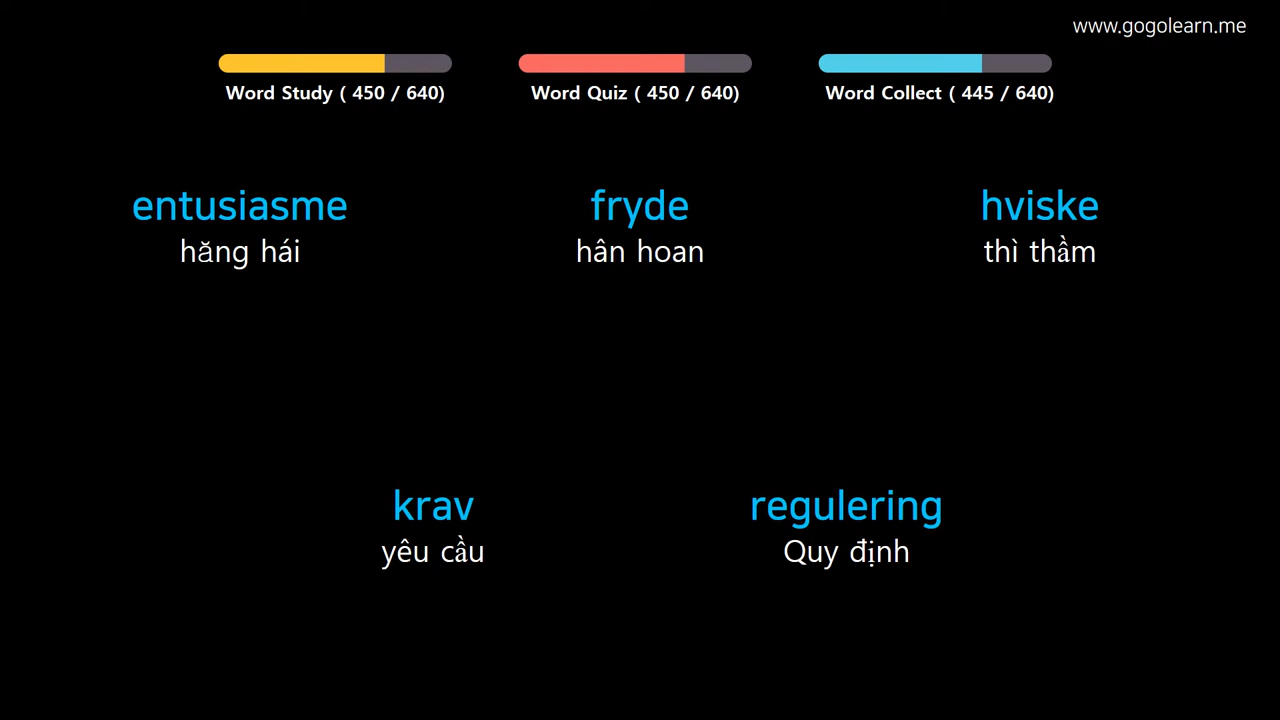 www.gogolearn.me
Word Study ( 450 / 640)
Word Quiz ( 450 / 640)
Word Collect ( 445 / 640)
entusiasme
hăng hái
fryde
hân hoan
hviske
thì thầm
krav
yêu cầu
regulering
Quy định